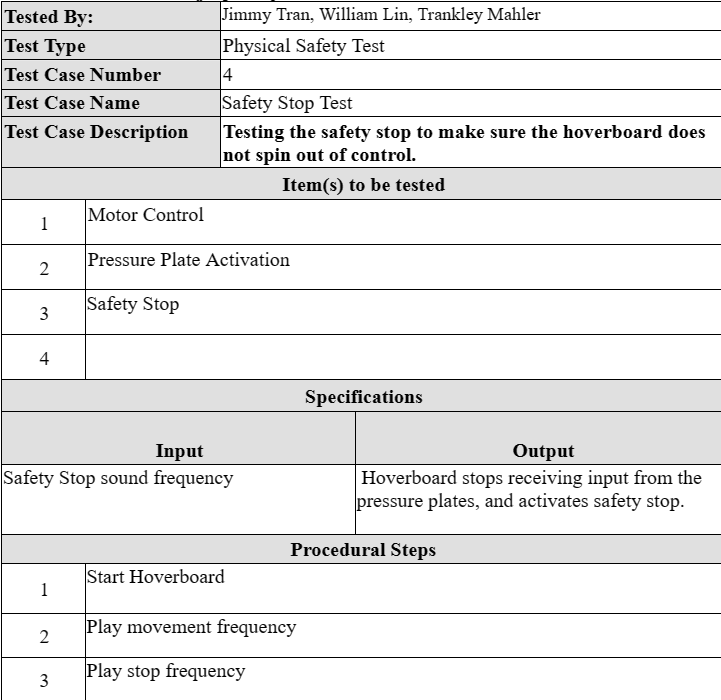 Tested By: Jimmy Tran, William Lin, Trankley Mahler
Test Type Physical Safety Test
Test Case Number 4
Test Case Name Safety Stop Test
Test Case Description Testing the safety stop to make sure the hoverboard does
not spin out of control.
Item(s) to be tested
1 Motor Control
2 Pressure Plate Activation
3 Safety Stop
4
Specifications
Input Output
Safety Stop sound frequency Hoverboard stops receiving input from the
pressure plates, and activates safety stop.
Procedural Steps
1 Start Hoverboard
2 Play movement frequency
3 Play stop frequency